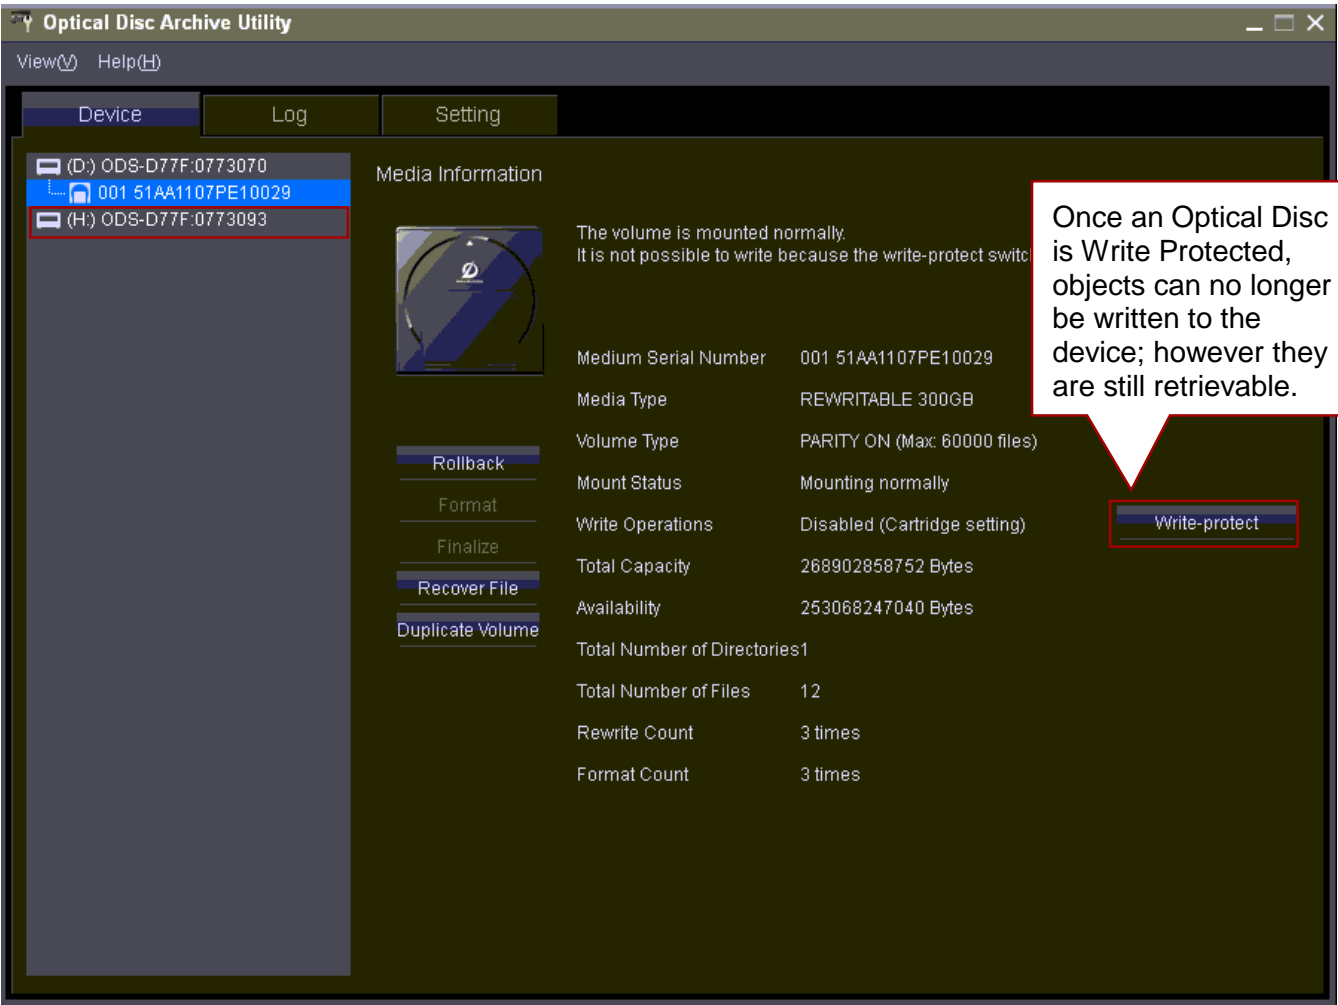 Optical Disc Archive Utility
View(V) Help(H)
Device Log Setting
(D:) ODS-D77F:0773070
001 51AA1107PE10029
(H:) ODS-D77F:0773093
Media Information
The volume is mounted normally.
It is not possible to write because the write-protect switc
Once an Optical Disc
is Write Protected,
objects can no longer
be written to the
device; however they
are still retrievable.
Medium Serial Number 001 51AA1107PE10029
Media Type REWRITABLE 300GB
Volume Type PARITY ON (Max: 60000 files)
Mount Status Mounting normally
Write Operations Disabled (Cartridge setting)
Total Capacity 268902858752 Bytes
Availability 253068247040 Bytes
Total Number of Directories1
Total Number of Files 12
Rewrite Count 3 times
Format Count 3 times
Rollback
Format
Finalize
Recover File
Duplicate Volume
Write-protect